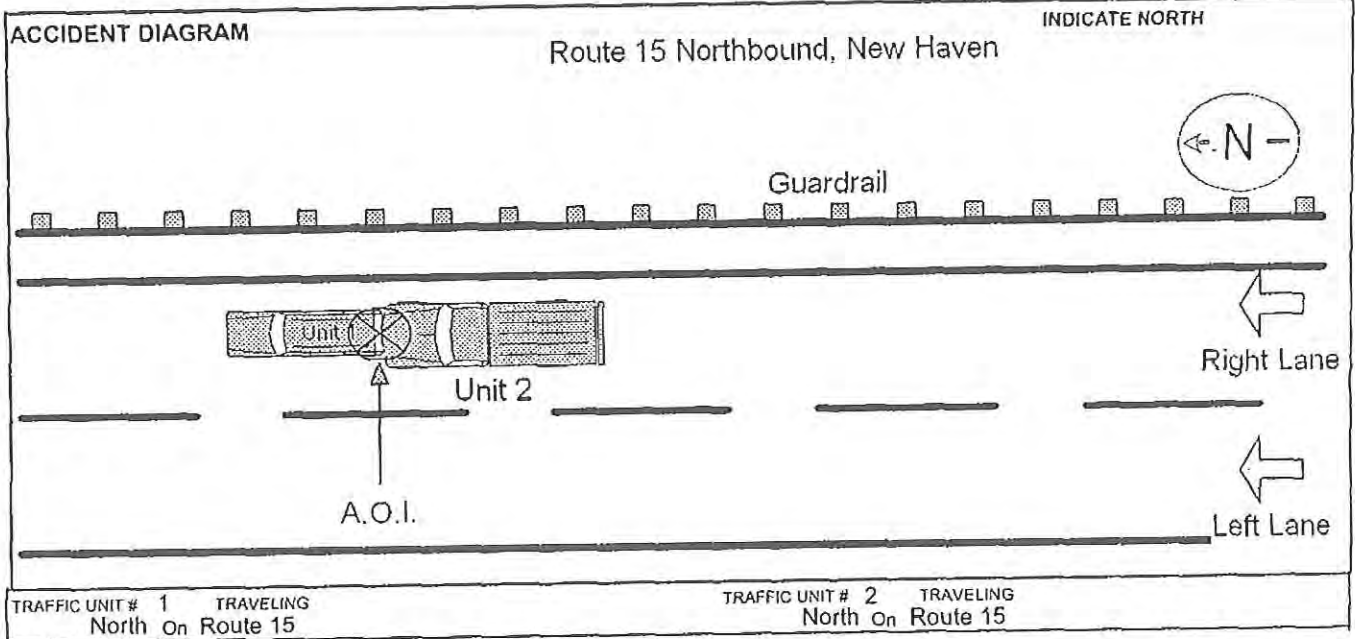 ACCIDENT DIAGRAM
INDICATE NORTH
Route 15 Northbound, New Haven
N
Guardrail
Unit
Unit 2
Right Lane
A.O.I.
Left Lane
TRAFFIC UNIT # 1 TRAVELING
North On Route 15
TRAFFIC UNIT # 2 TRAVELING
North On Route 15